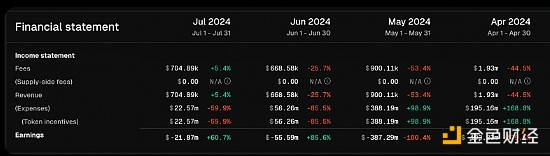 Financial statement Jul 2024 Jun 2024 May 2024 Apr 2024
Jul 1 - Jul 31 Jun 1 - Jun 30 May 1 - May 31 Apr 1 - Apr 30
Income statement
Fees $704.89k +5.4% $668.58k -25.7% $900.11k -53.4% $1.93m -44.5%
(Supply-side fees) $0.00 N/A $0.00 N/A $0.00 N/A $0.00 N/A
Revenue $704.89k +5.4% $668.58k -25.7% $900.11k -53.4% $1.93m -44.5%
(Expenses) $22.57m -59.9% $56.26m -85.5% $388.19m +98.9% $195.16m +168.8%
(Token incentives) $22.57m -59.9% $56.26m -85.5% $388.19m +98.9% $195.16m +168.8%
Earnings $-21.87m +60.7% $-55.59m +85.6% $-387.29m -100.4%
金色财经